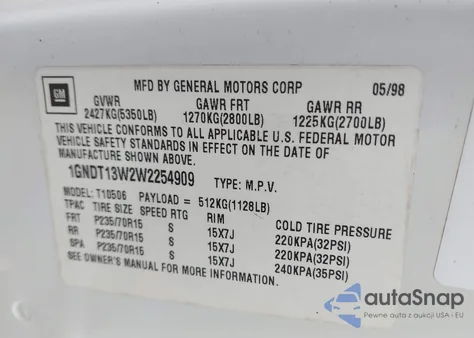 GM
MFD BY GENERAL MOTORS CORP 05/98
GVWR GAWR FRT GAWR RR
2427KG(5350LB) 1270KG(2800LB) 1225KG(2700LB)
THIS VEHICLE CONFORMS TO ALL APPLICABLE U.S. FEDERAL MOTOR
VEHICLE SAFETY STANDARDS IN EFFECT ON THE DATE OF
MANUFACTURE SHOWN ABOVE.
1GNDT13W2W2254909 TYPE: M.P.V.
MODEL: T10506 PAYLOAD = 512KG(1128LB)
TPAC TIRE SIZE SPEED RTG RIM COLD TIRE PRESSURE
FRT P235/70R15 S 15X7J 220KPA(32PSI)
RR P235/70R15 S 15X7J 220KPA(32PSI)
SPA P235/70R15 S 15X7J 240KPA(35PSI)
SEE OWNER'S MANUAL FOR MORE INFORMATION.
autoSnap
Pewne auta z aukcji USA i EU